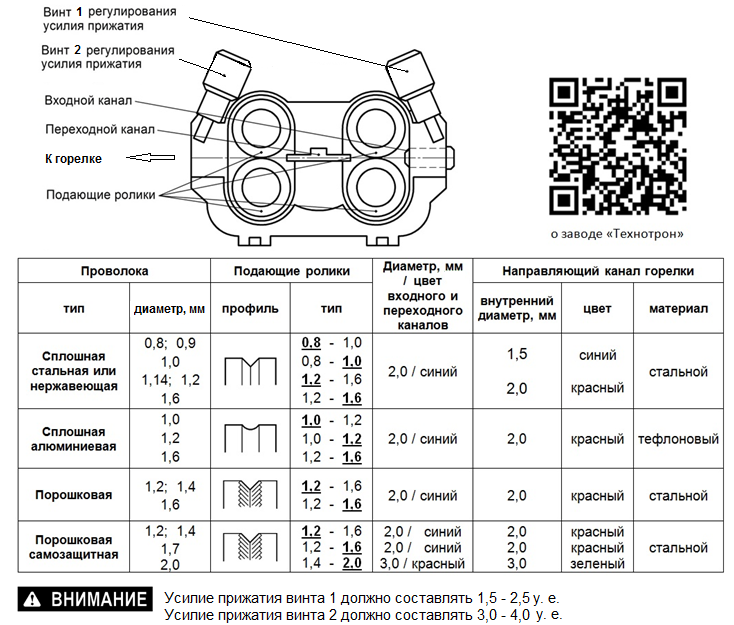 Винт 1 регулирования
усилия прижатия
Винт 2 регулирования
усилия прижатия
Входной канал
Переходной канал
К горелке
Подающие ролики
о заводе «Технотрон»
Проволока
Подающие ролики
Диаметр, мм
/ цвет
входного и
переходного
каналов
Направляющий канал горелки
тип
диаметр, мм
профиль
тип
внутренний
диаметр, мм
цвет
материал
Сплошная
стальная или
нержавеющая
0,8; 0,9
1,0
1,14; 1,2
1,6
0,8 - 1,0
0,8 - 1,0
1,2 - 1,6
1,2 - 1,6
2,0 / синий
1,5
2,0
синий
красный
стальной
Сплошная
алюминиевая
1,0
1,2
1,6
1,0 - 1,2
1,0 - 1,2
1,2 - 1,6
2,0 / синий
2,0
красный
тефлоновый
Порошковая
1,2; 1,4
1,6
1,2 - 1,6
1,2 - 1,6
2,0 / синий
2,0
красный
стальной
Порошковая
самозащитная
1,2; 1,4
1,7
2,0
1,2 - 1,6
1,2 - 1,6
1,4 - 2,0
2,0 / синий
2,0 / синий
3,0 / красный
2,0
2,0
3,0
красный
красный
зеленый
стальной
ВНИМАНИЕ
Усилие прижатия винта 1 должно составлять 1,5 - 2,5 у. е.
Усилие прижатия винта 2 должно составлять 3,0 - 4,0 у. е.